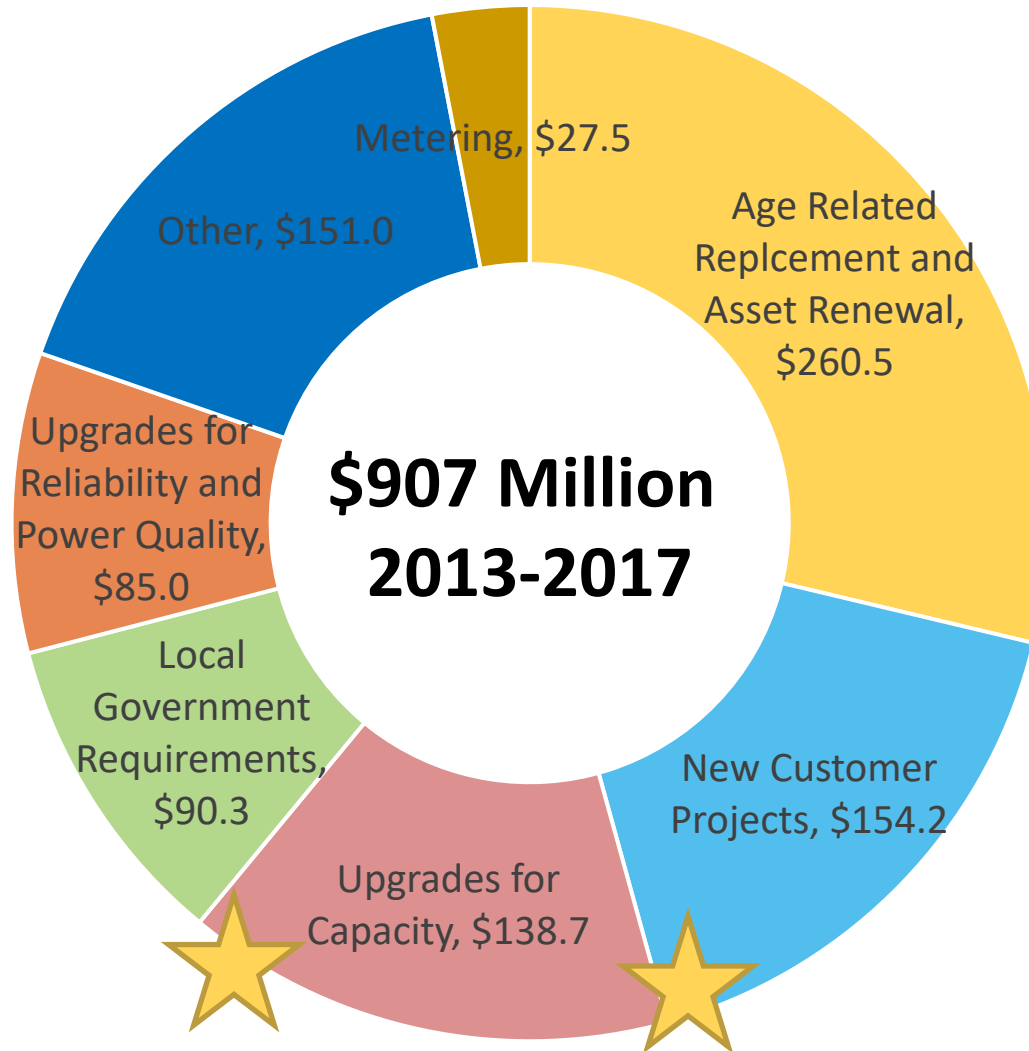 Metering, $27.5
Age Related
Replcement and
Asset Renewal,
$260.5
Other, $151.0
Upgrades for
Reliability and
Power Quality,
$85.0
$907 Million
2013-2017
Local
Government
Requirements,
$90.3
New Customer
Projects, $154.2
Upgrades for
Capacity, $138.7